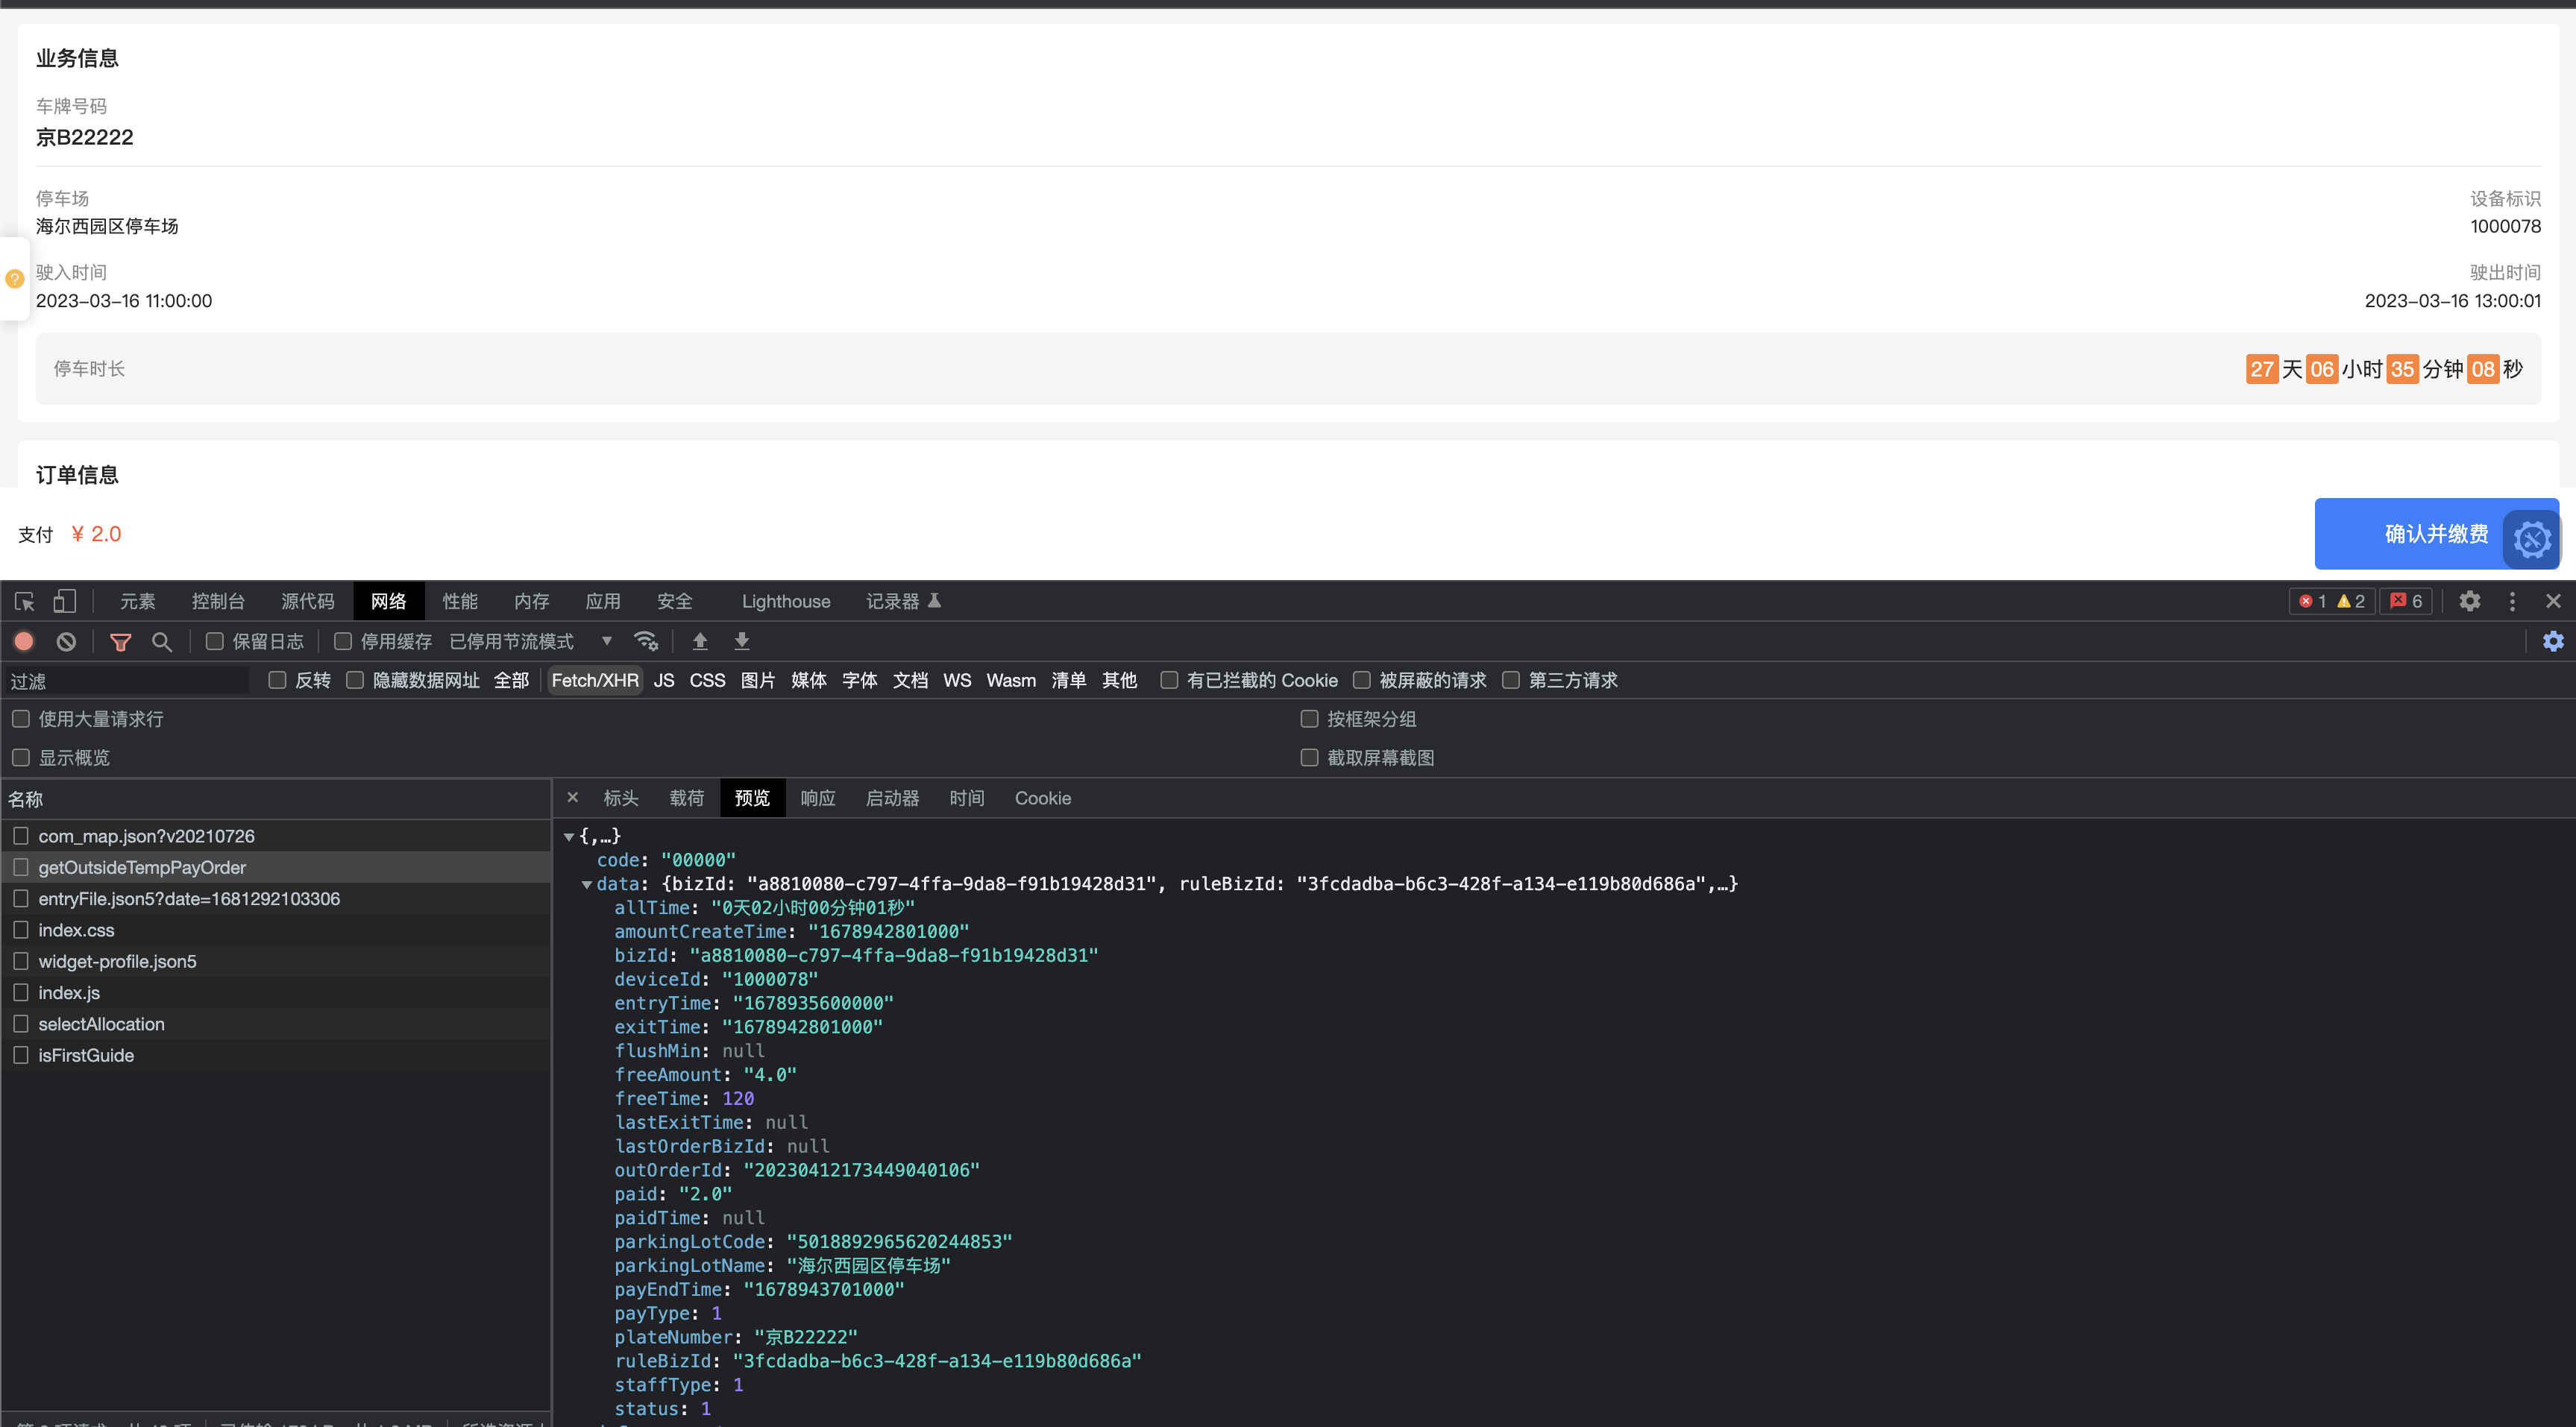 业务信息
车牌号码
京B22222
停车场 设备标识
海尔西园区停车场 1000078
驶入时间 驶出时间
2023-03-16 11:00:00 2023-03-16 13:00:01
停车时长 27 天 06 小时 35 分钟 08 秒
订单信息
支付 ¥ 2.0 确认并缴费
元素 控制台 源代码 网络 性能 内存 应用 安全 Lighthouse 记录器 1 2 6
保留日志 停用缓存 已停用节流模式
过滤 反转 隐藏数据网址 全部 Fetch/XHR JS CSS 图片 媒体 字体 文档 WS Wasm 清单 其他 有已拦截的 Cookie 被屏蔽的请求 第三方请求
使用大量请求行 按框架分组
显示概览 截取屏幕截图
名称 × 标头 载荷 预览 响应 启动器 时间 Cookie
com_map.json?v20210726
getOutsideTempPayOrder
entryFile.json5?date=1681292103306
index.css
widget-profile.json5
index.js
selectAllocation
isFirstGuide
{,…}
code: "00000"
data: {bizId: "a8810080-c797-4ffa-9da8-f91b19428d31", ruleBizId: "3fcdadba-b6c3-428f-a134-e119b80d686a",…}
allTime: "0天02小时00分钟01秒"
amountCreateTime: "1678942801000"
bizId: "a8810080-c797-4ffa-9da8-f91b19428d31"
deviceId: "1000078"
entryTime: "1678935600000"
exitTime: "1678942801000"
flushMin: null
freeAmount: "4.0"
freeTime: 120
lastExitTime: null
lastOrderBizId: null
outOrderId: "20230412173449040106"
paid: "2.0"
paidTime: null
parkingLotCode: "5018892965620244853"
parkingLotName: "海尔西园区停车场"
payEndTime: "1678943701000"
payType: 1
plateNumber: "京B22222"
ruleBizId: "3fcdadba-b6c3-428f-a134-e119b80d686a"
staffType: 1
status: 1